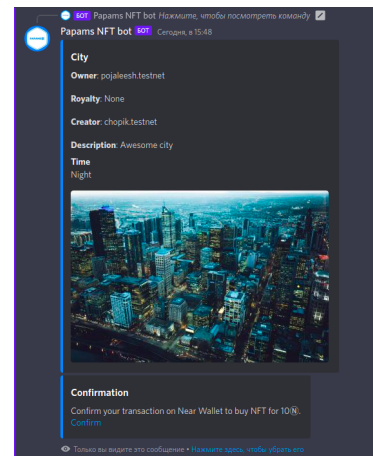 БОТ Papams NFT bot Нажмите, чтобы посмотреть команду
Papams NFT bot БОТ Сегодня, в 15:48
City
Owner: pojaleesh.testnet
Royalty: None
Creator: chopik.testnet
Description: Awesome city
Time
Night
Confirmation
Confirm your transaction on Near Wallet to buy NFT for 10Ⓝ.
Confirm
Только вы видите это сообщение • Нажмите здесь, чтобы убрать его